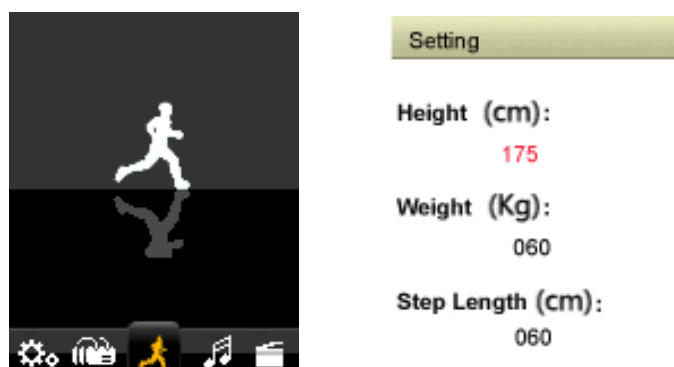 Setting
Height (cm):
175
Weight (Kg):
060
Step Length (cm):
060